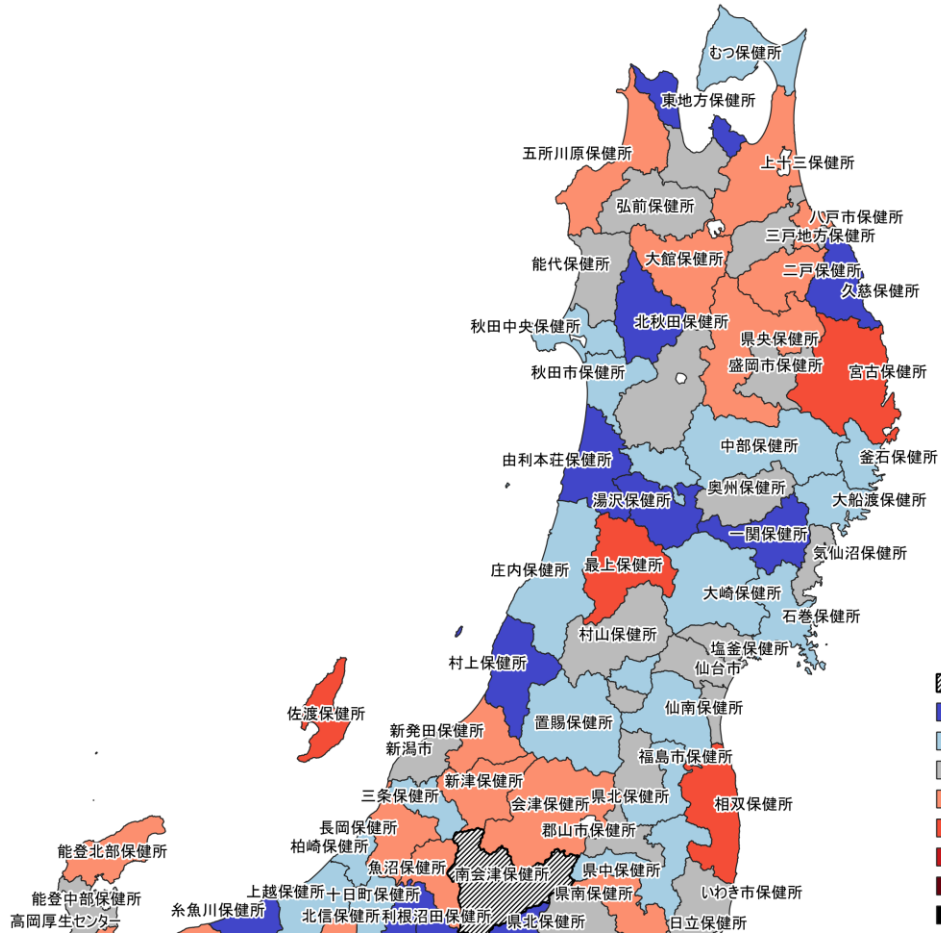 むつ保健所
東地方保健所
五所川原保健所
上十三保健所
弘前保健所
八戸市保健所
三戸地方保健所
大館保健所
能代保健所
二戸保健所
久慈保健所
北秋田保健所
秋田中央保健所
県央保健所
盛岡市保健所
秋田市保健所
宮古保健所
中部保健所
釜石保健所
由利本荘保健所
奥州保健所
湯沢保健所
大船渡保健所
一関保健所
気仙沼保健所
最上保健所
庄内保健所
大崎保健所
石巻保健所
村山保健所
塩釜保健所
村上保健所
仙台市
仙南保健所
佐渡保健所
置賜保健所
新発田保健所
新潟市
福島市保健所
新津保健所
三条保健所
会津保健所
県北保健所
相双保健所
長岡保健所
郡山市保健所
柏崎保健所
能登北部保健所
魚沼保健所
南会津保健所
県中保健所
上越保健所
十日町保健所
県南保健所
いわき市保健所
能登中部保健所
糸魚川保健所
北信保健所
利根沼田保健所
県北保健所
日立保健所
高岡厚生センター